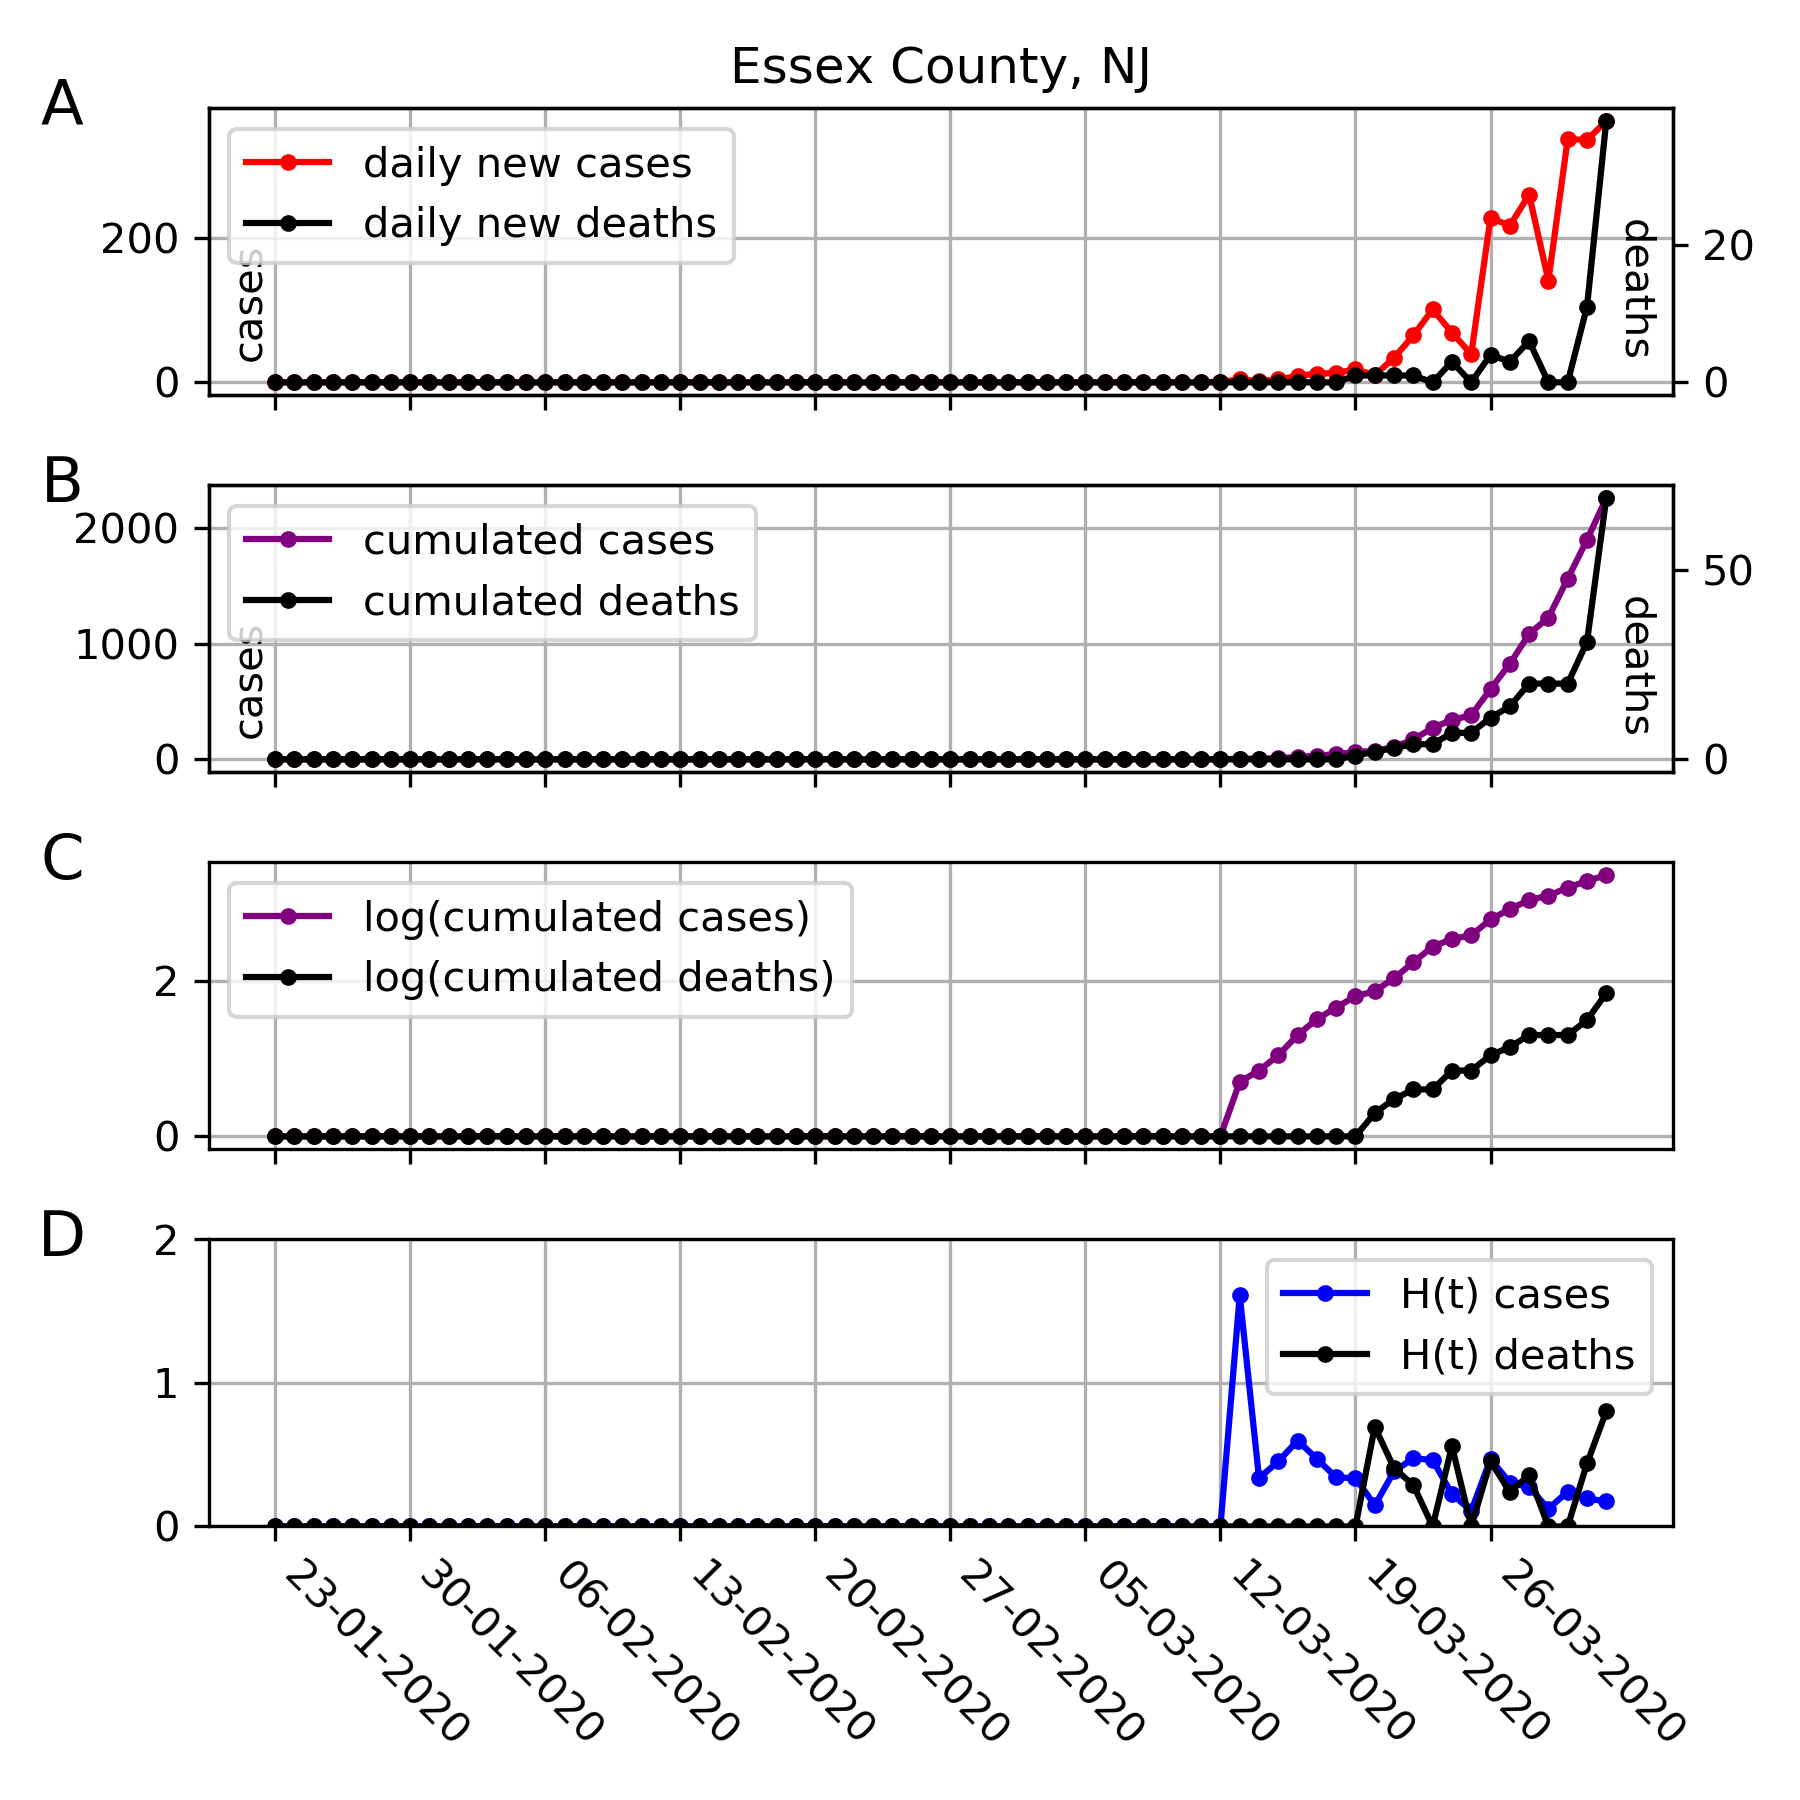 Essex County, NJ
A
daily new cases
daily new deaths
200
0
cases
20
0
deaths
B
cumulated cases
cumulated deaths
2000
1000
0
cases
50
0
deaths
C
log(cumulated cases)
log(cumulated deaths)
2
0
D
H(t) cases
H(t) deaths
2
1
0
23-01-2020
30-01-2020
06-02-2020
13-02-2020
20-02-2020
27-02-2020
05-03-2020
12-03-2020
19-03-2020
26-03-2020